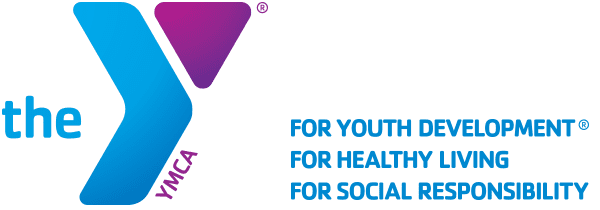 the Y®
YMCA
FOR YOUTH DEVELOPMENT®
FOR HEALTHY LIVING
FOR SOCIAL RESPONSIBILITY